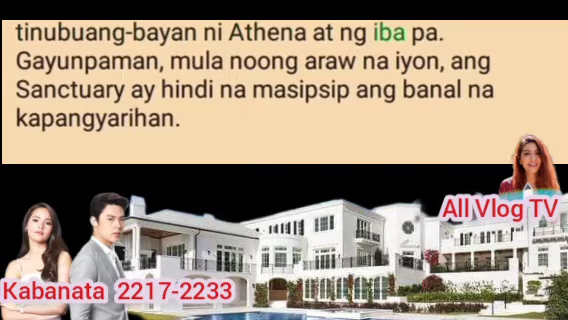 tinubuang-bayan ni Athena at ng iba pa.
Gayunpaman, mula noong araw na iyon, ang
Sanctuary ay hindi na masipsip ang banal na
kapangyarihan.
All Vlog TV
Kabanata 2217-2233